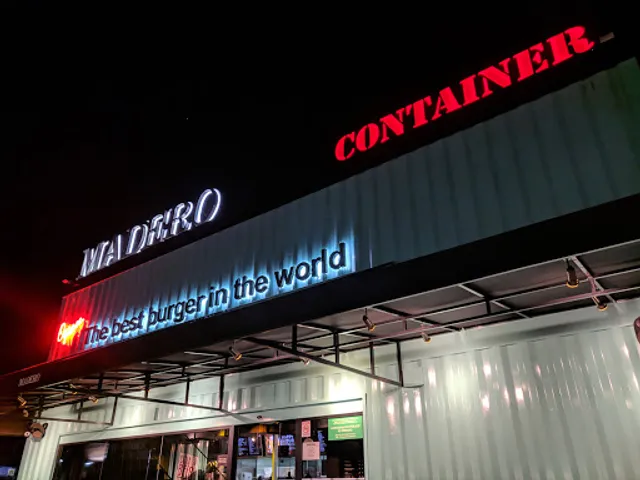 CONTAINER
MADERO
The best burger in the world